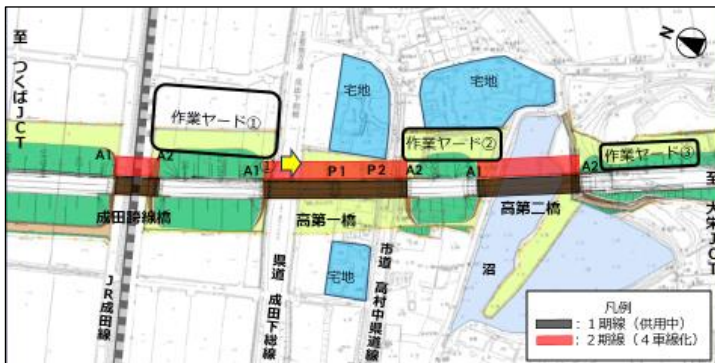 至 つくばJCT
作業ヤード①
宅地
宅地
作業ヤード②
作業ヤード③
N
A1
A2
A1
P1
P2
A2
A1
A2
成田跨線橋
高第一橋
高第二橋
至 大栄JCT
JR成田線
県道 成田下総線
宅地
市道 高村中県道線
沼
凡例
：1期線（供用中）
：2期線（4車線化）